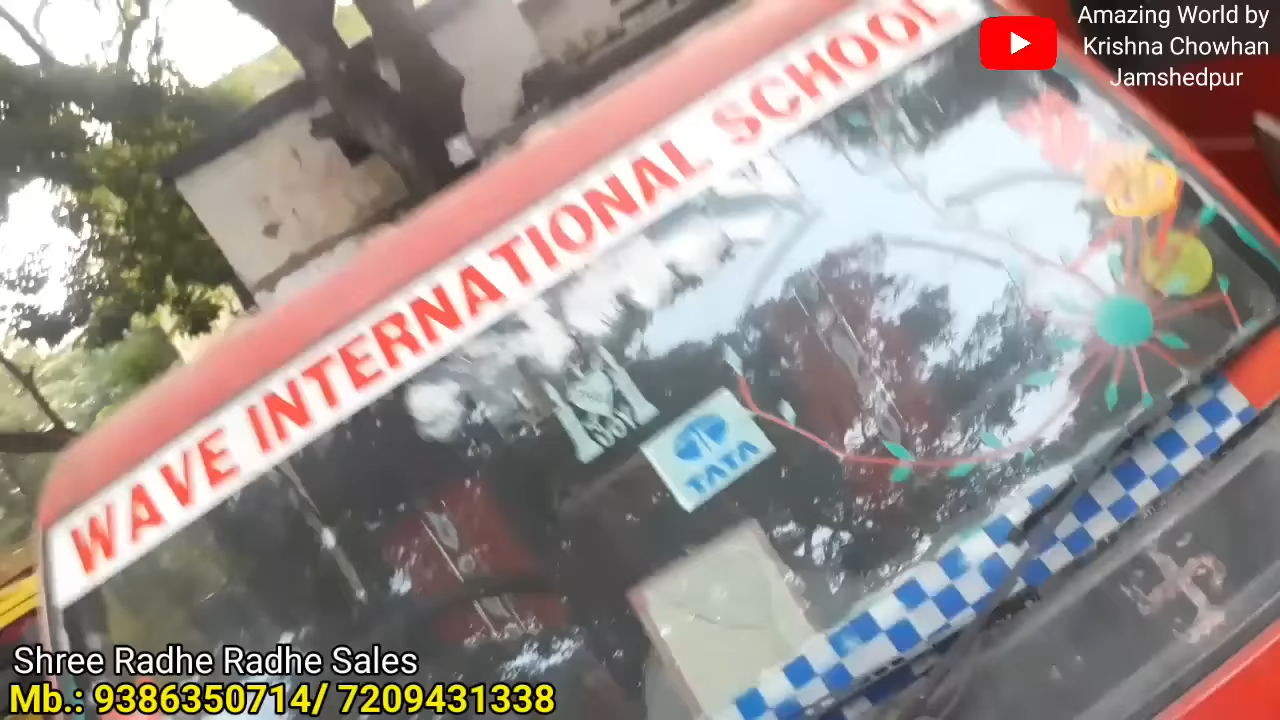 Amazing World by
Krishna Chowhan
Jamshedpur
WAVE INTERNATIONAL SCHOOL
TATA
Shree Radhe Radhe Sales
Mb.: 9386350714/ 7209431338